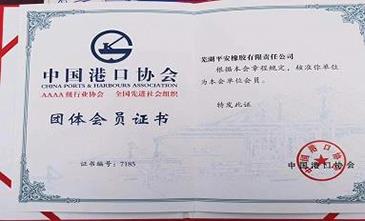 中国港口协会
CHINA PORTS & HARBOURS ASSOCIATION
AAAA 级行业协会 全国先进社会组织
团体会员证书
证书编号：7185
芜湖平安橡胶有限责任公司
根据本会章程规定，核准你单位
为本会单位会员。
特发此证
中国港口协会